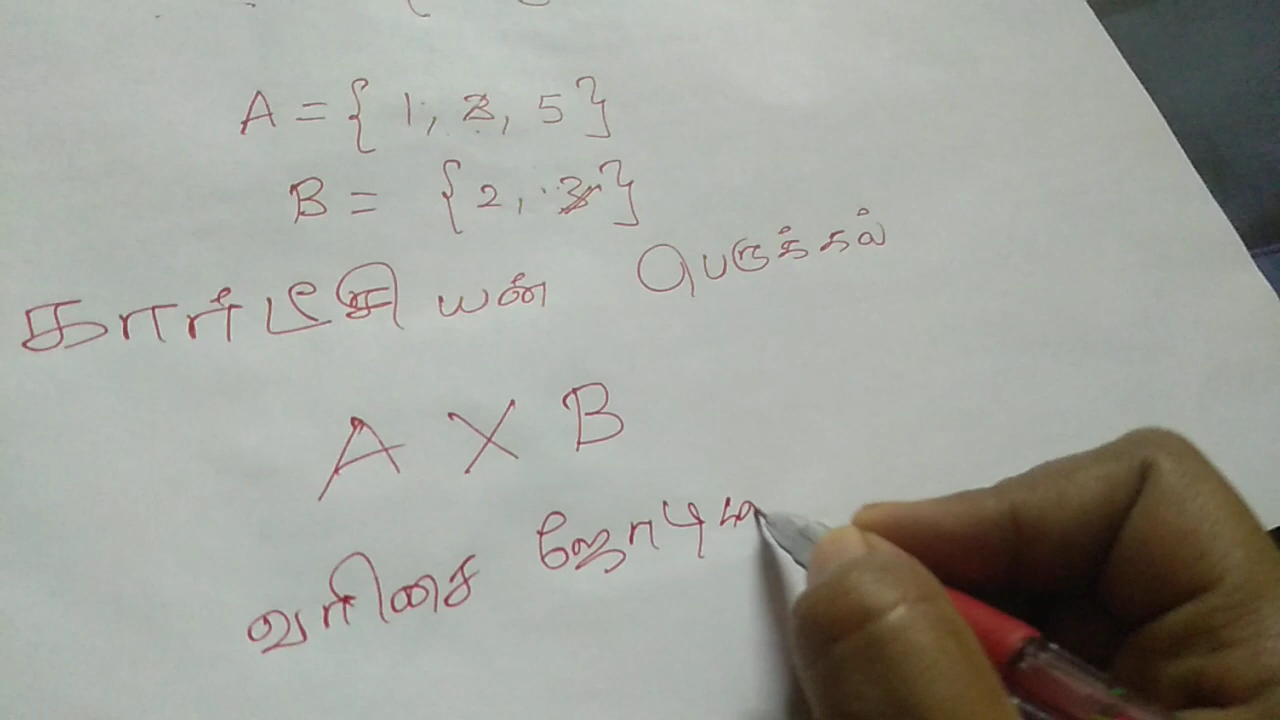 A = { 1, 3, 5 }
B = { 2, 3 }
கார்டீசியன் பெருக்கல்
A X B
வரிசை ஜோடி